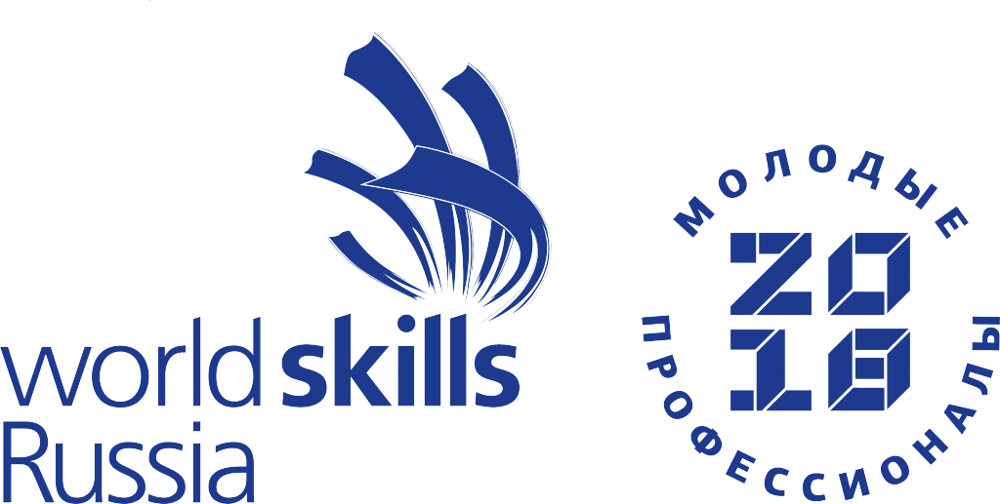 worldskills
Russia
МОЛОДЫЕ
2018
ПРОФЕССИОНАЛЫ